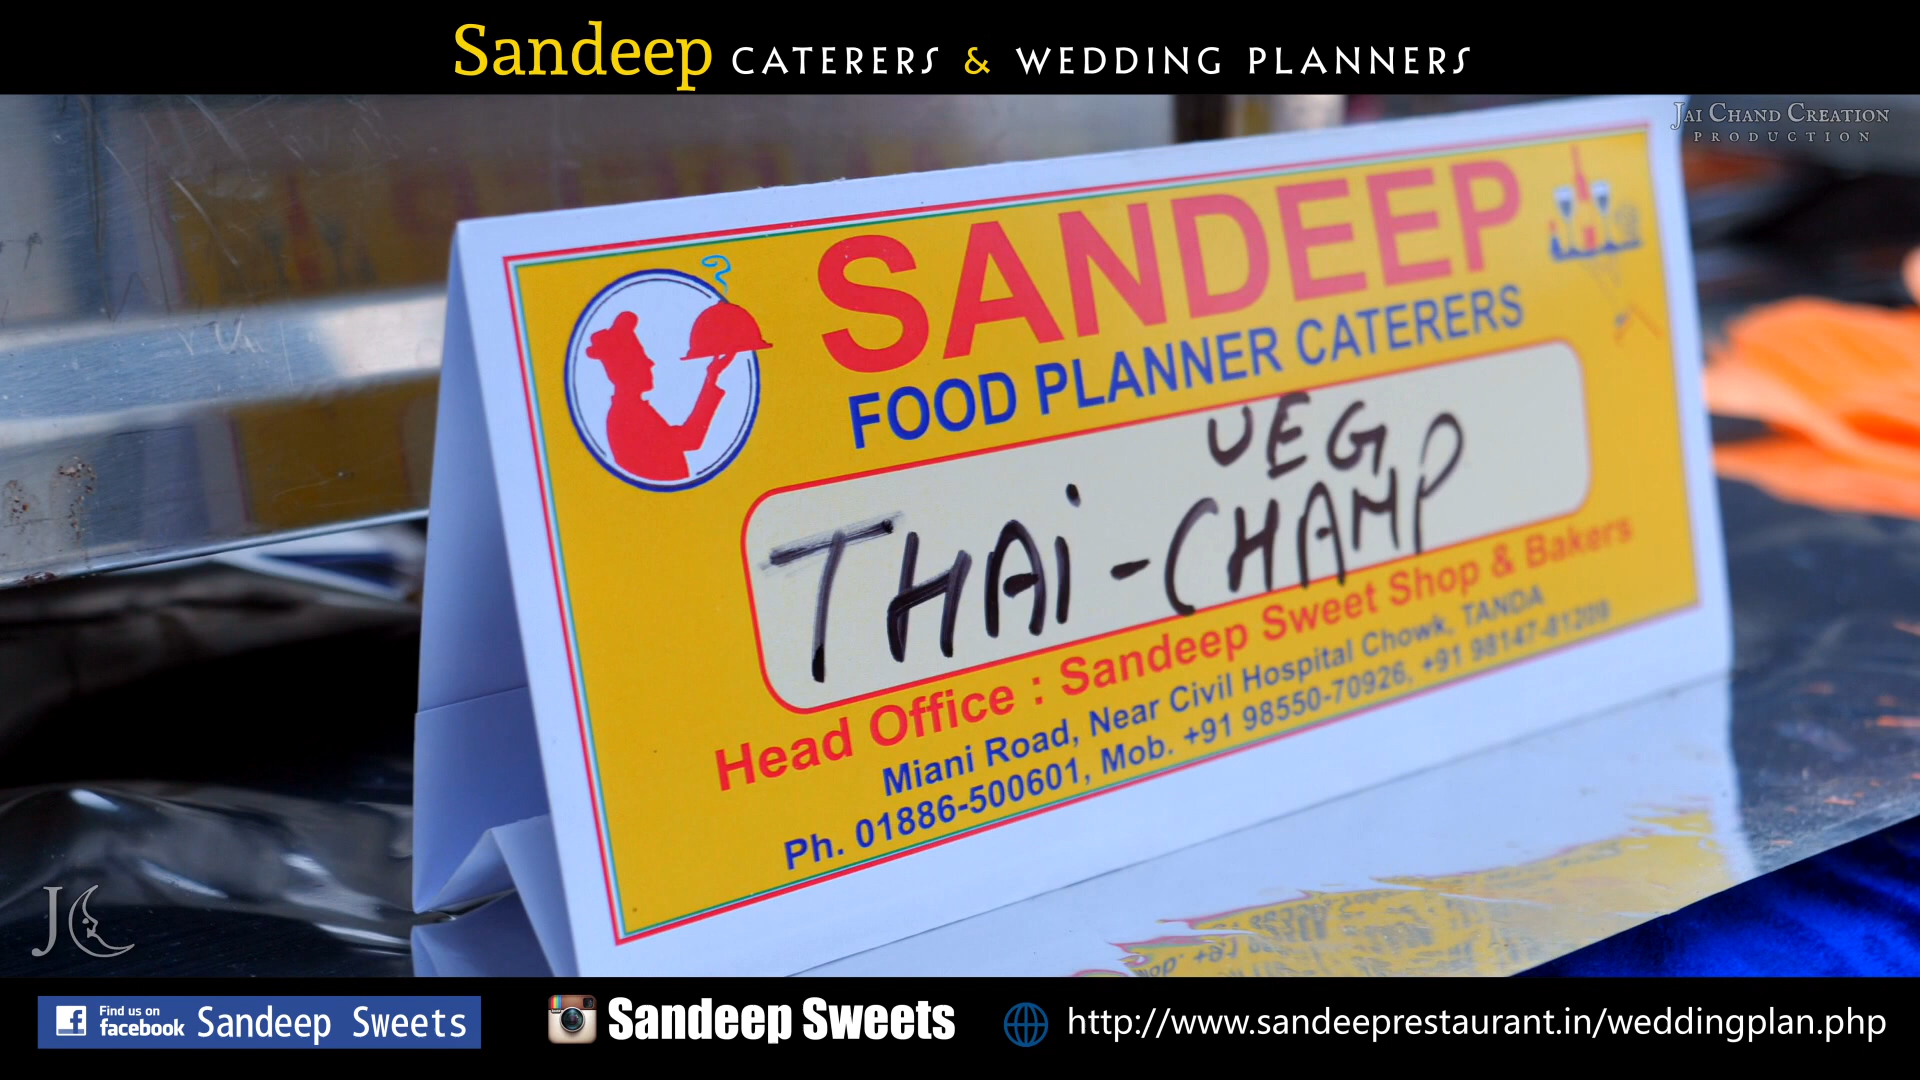 Sandeep CATERERS & WEDDING PLANNERS
JAI CHAND CREATION
PRODUCTION
SANDEEP
FOOD PLANNER CATERERS
VEG
THAi-CHAMP
Head Office : Sandeep Sweet Shop & Bakers
Miani Road, Near Civil Hospital Chowk, TANDA
Ph. 01886-500601, Mob. +91 98550-70926, +91 98147-81209
JC
Find us on
facebook
Sandeep Sweets
Sandeep Sweets
http://www.sandeeprestaurant.in/weddingplan.php